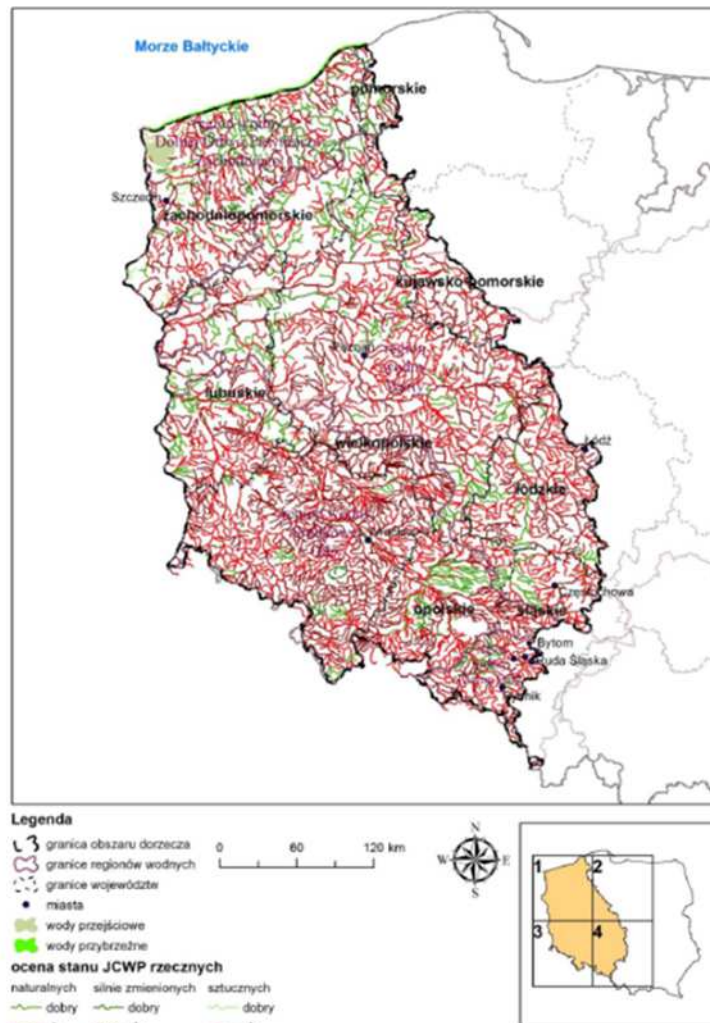 Morze Bałtyckie
pomorskie
Szczecin
zachodniopomorskie
kujawsko-pomorskie
lubuskie
wielkopolskie
Łódź
łódzkie
Częstochowa
opolskie
śląskie
Bytom
Ruda Śląska
Legenda
granica obszaru dorzecza
granice regionów wodnych
granice województw
miasta
wody przejściowe
wody przybrzeżne
0 60 120 km
N
W E
S
ocena stanu JCWP rzecznych
naturalnych silnie zmienionych sztucznych
dobry dobry dobry
1 2
3 4